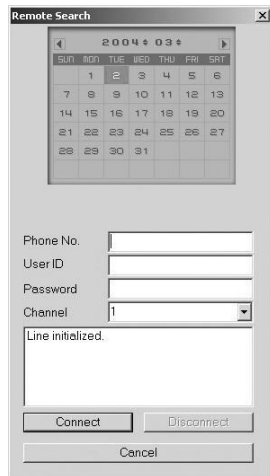 Remote Search
2004 03
SUN MON TUE WED THU FRI SAT
1 2 3 4 5 6
7 8 9 10 11 12 13
14 15 16 17 18 19 20
21 22 23 24 25 26 27
28 29 30 31
Phone No.
User ID
Password
Channel 1
Line initialized.
Connect Disconnect
Cancel